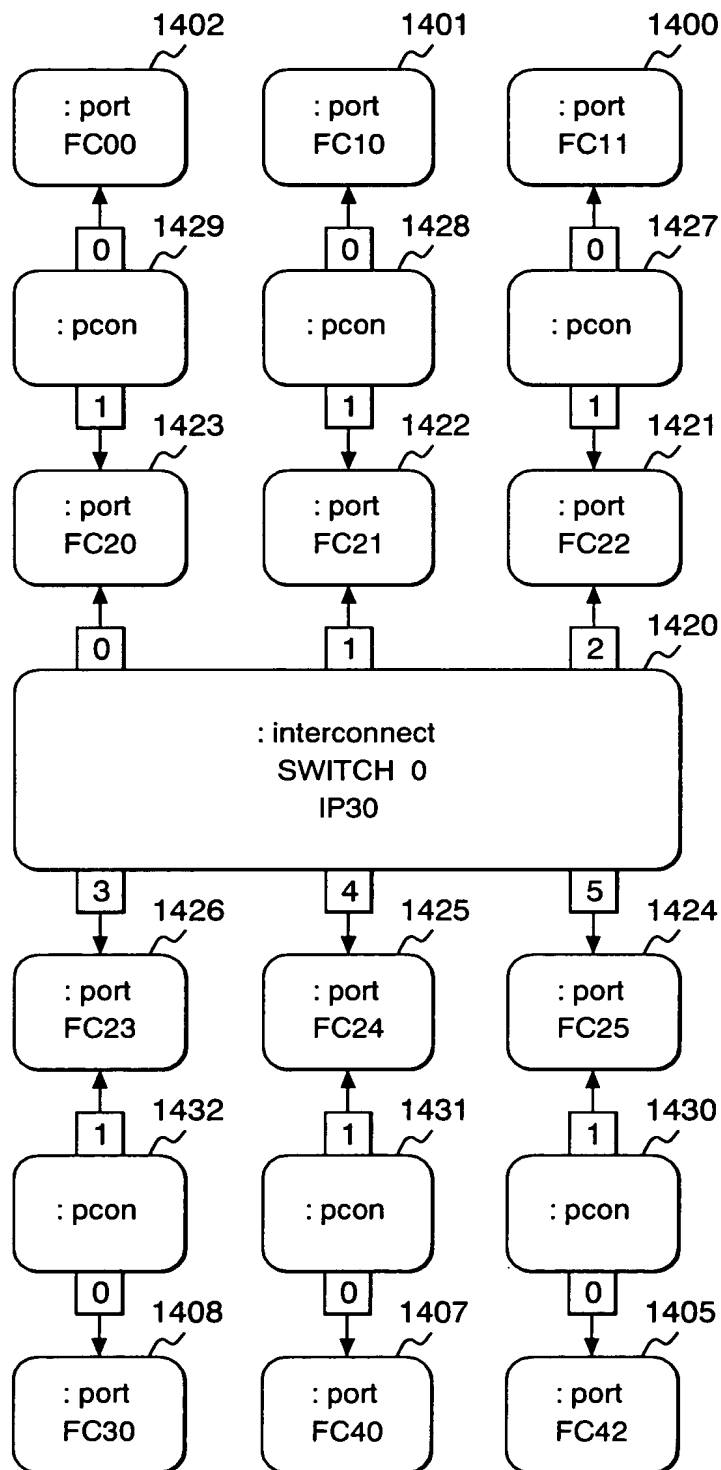 1402 1401 1400
: port : port : port
FC00 FC10 FC11
1429 1428 1427
0 0 0
: pcon : pcon : pcon
1 1 1
1423 1422 1421
: port : port : port
FC20 FC21 FC22
0 1 2 1420
: interconnect
SWITCH 0
IP30
3 4 5
1426 1425 1424
: port : port : port
FC23 FC24 FC25
1432 1431 1430
1 1 1
: pcon : pcon : pcon
0 0 0
1408 1407 1405
: port : port : port
FC30 FC40 FC42